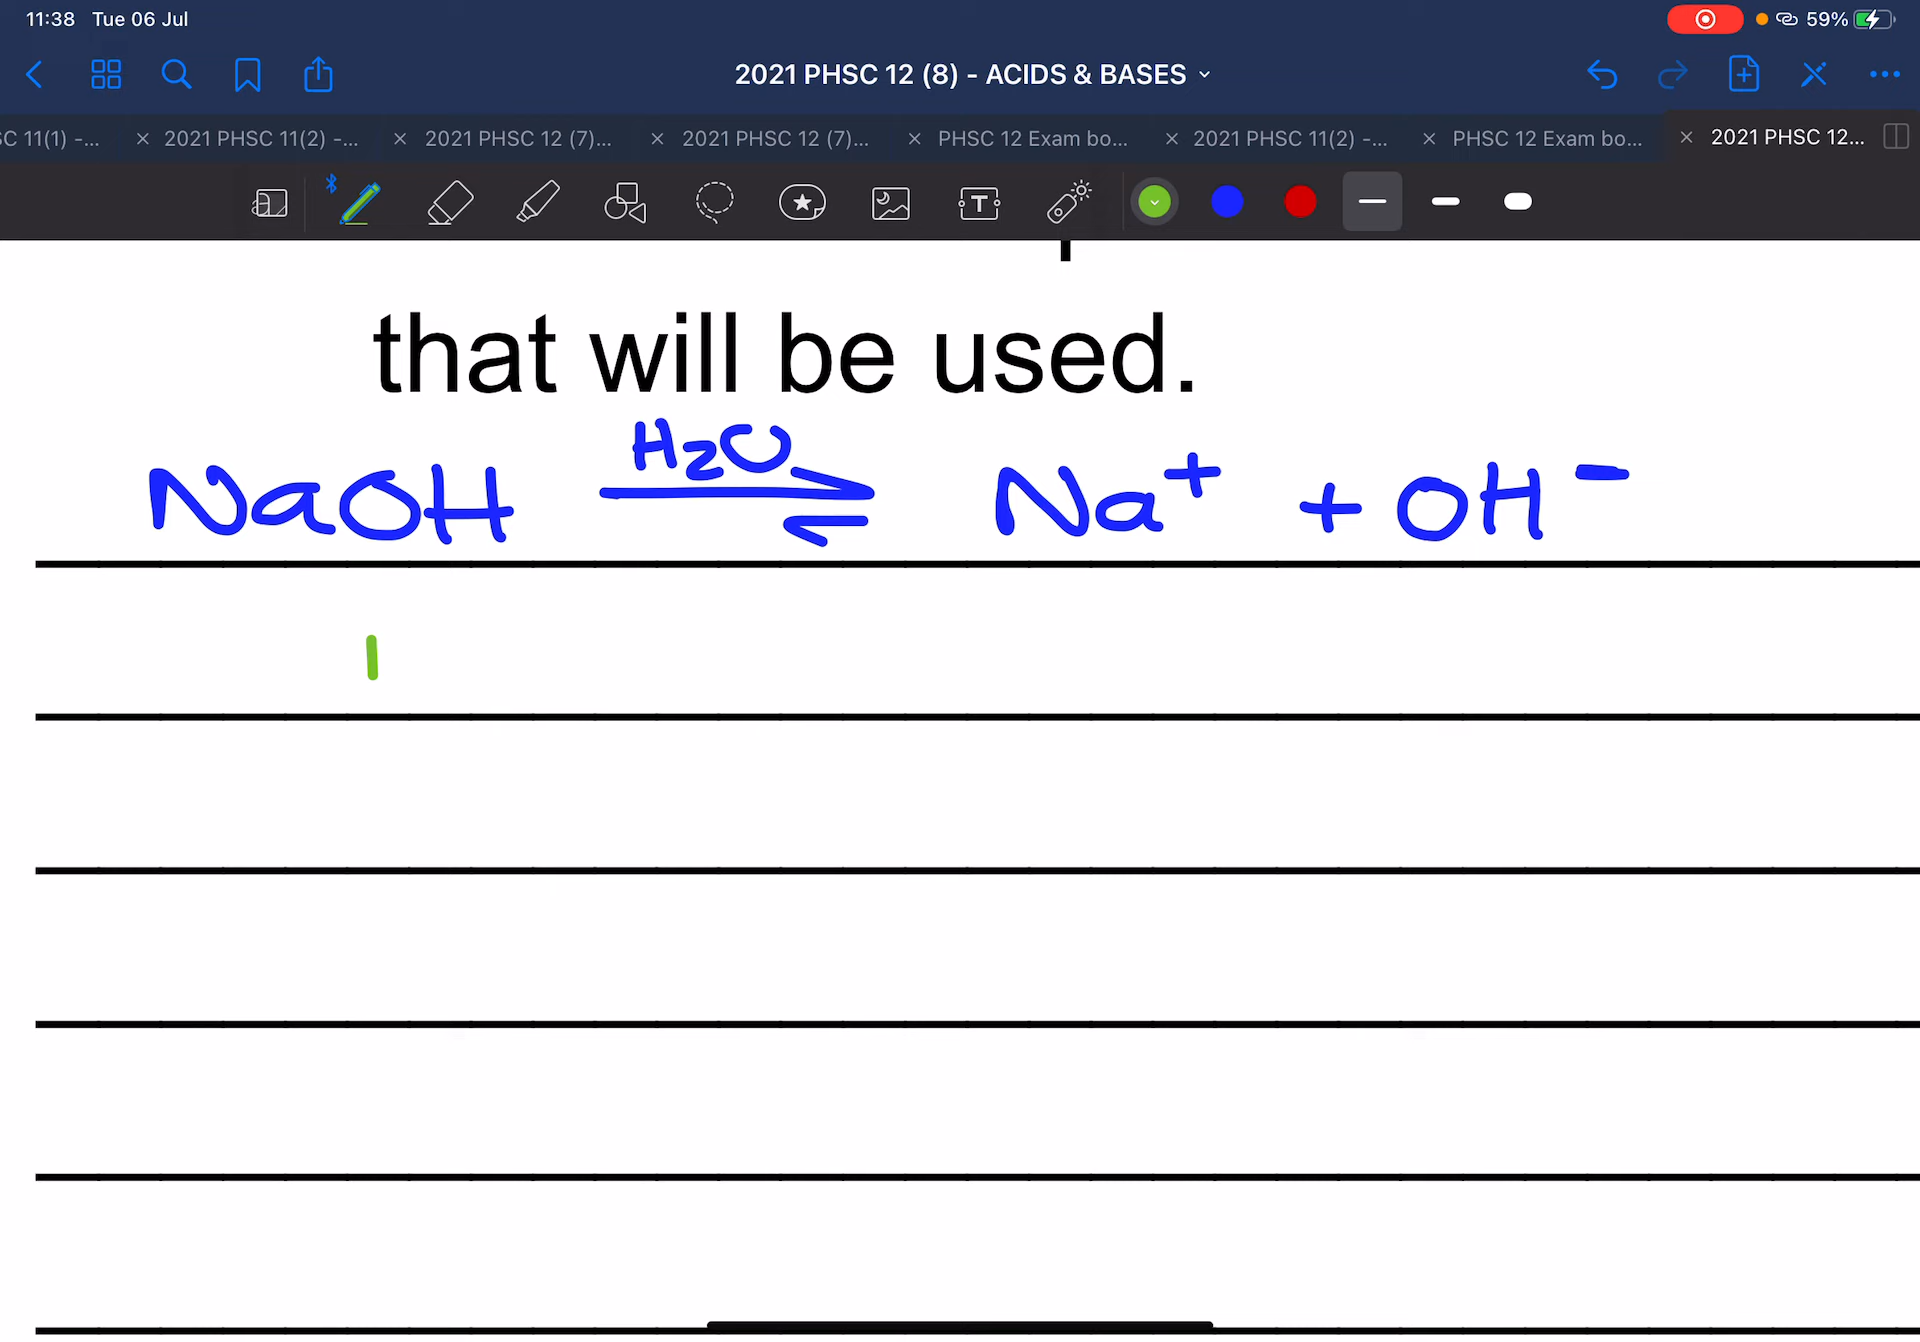 11:38 Tue 06 Jul 59%
2021 PHSC 12 (8) - ACIDS & BASES
SC 11(1) -... 2021 PHSC 11(2) -... 2021 PHSC 12 (7)... 2021 PHSC 12 (7)... PHSC 12 Exam bo... 2021 PHSC 11(2) -... PHSC 12 Exam bo... 2021 PHSC 12...
that will be used.
H₂O
NaOH ⇌ Na⁺ + OH⁻
1